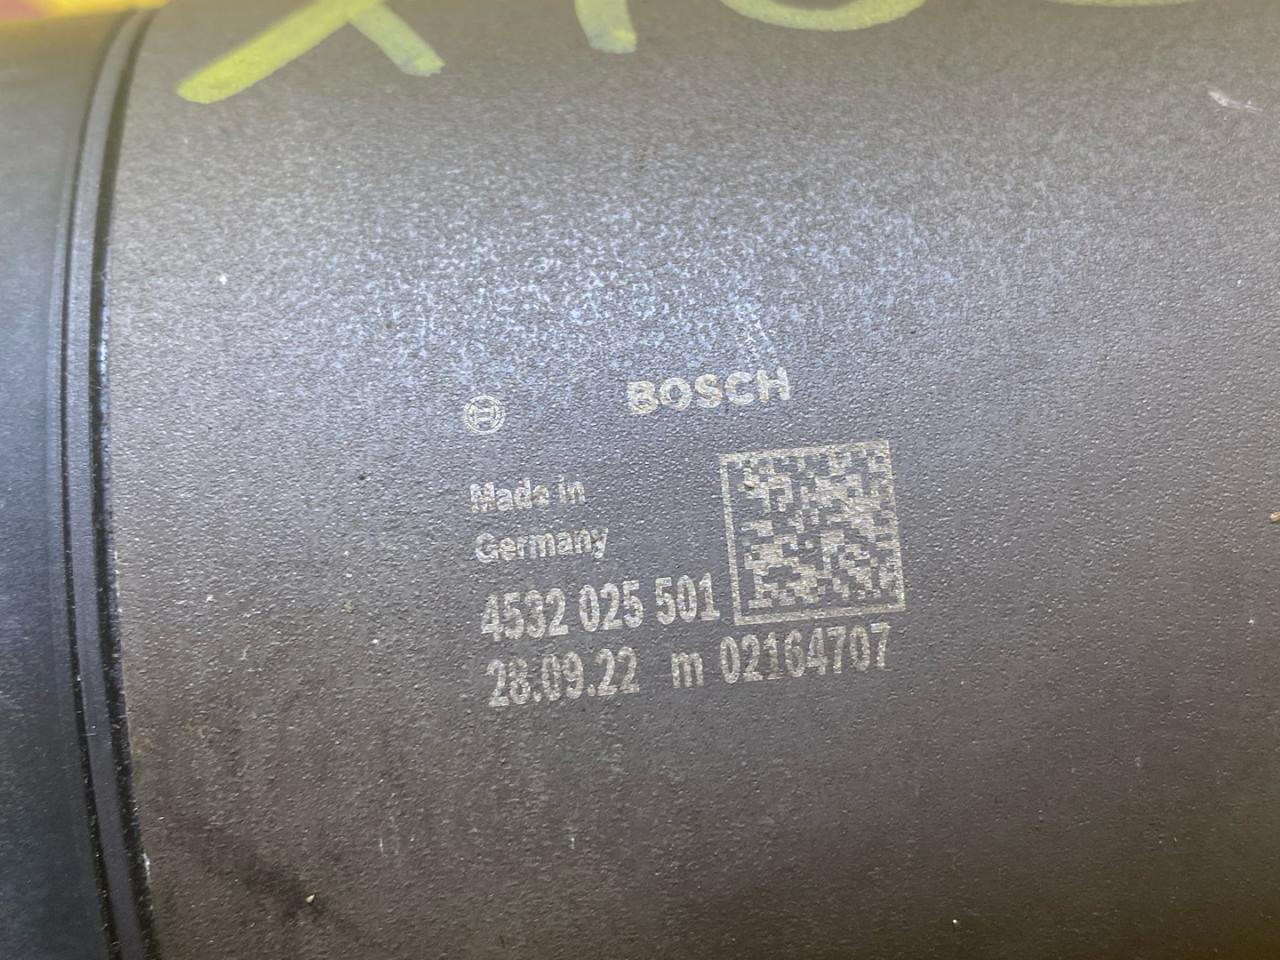 BOSCH
Made in
Germany
4532 025 501
28.09.22 m 02164707